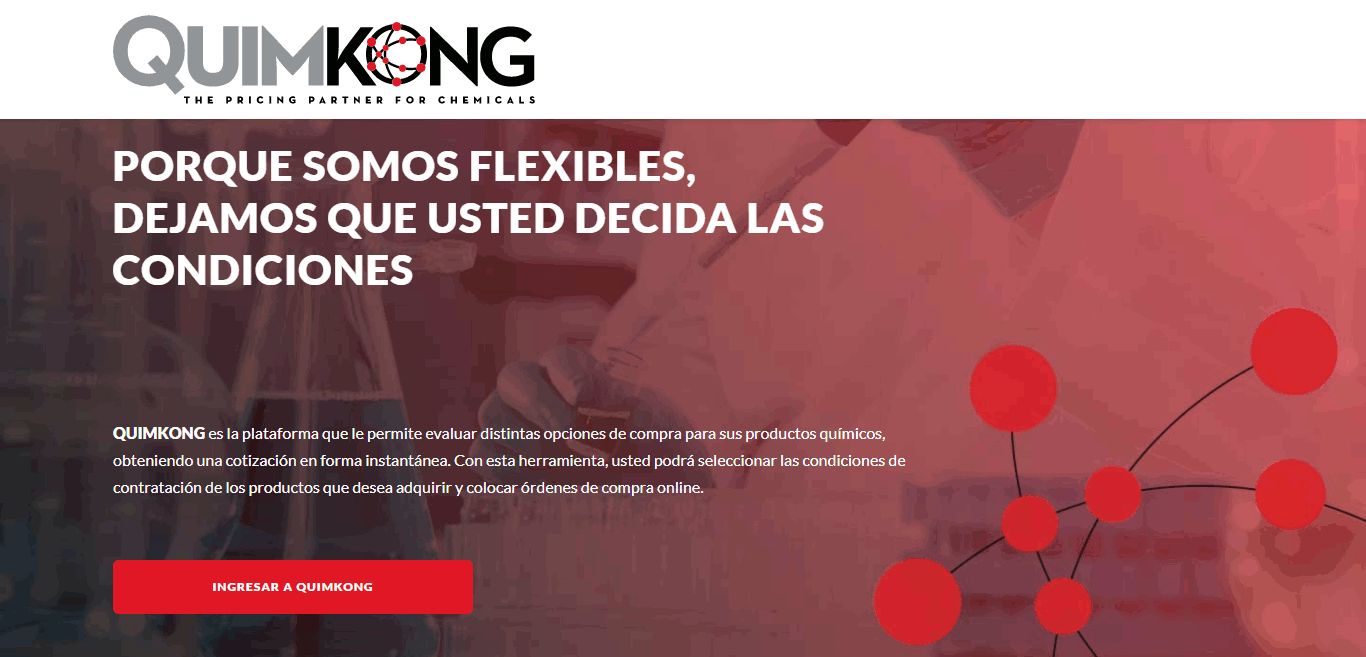 QUIMKONG
THE PRICING PARTNER FOR CHEMICALS
PORQUE SOMOS FLEXIBLES,
DEJAMOS QUE USTED DECIDA LAS
CONDICIONES
QUIMKONG es la plataforma que le permite evaluar distintas opciones de compra para sus productos químicos,
obteniendo una cotización en forma instantánea. Con esta herramienta, usted podrá seleccionar las condiciones de
contratación de los productos que desea adquirir y colocar órdenes de compra online.
INGRESAR A QUIMKONG